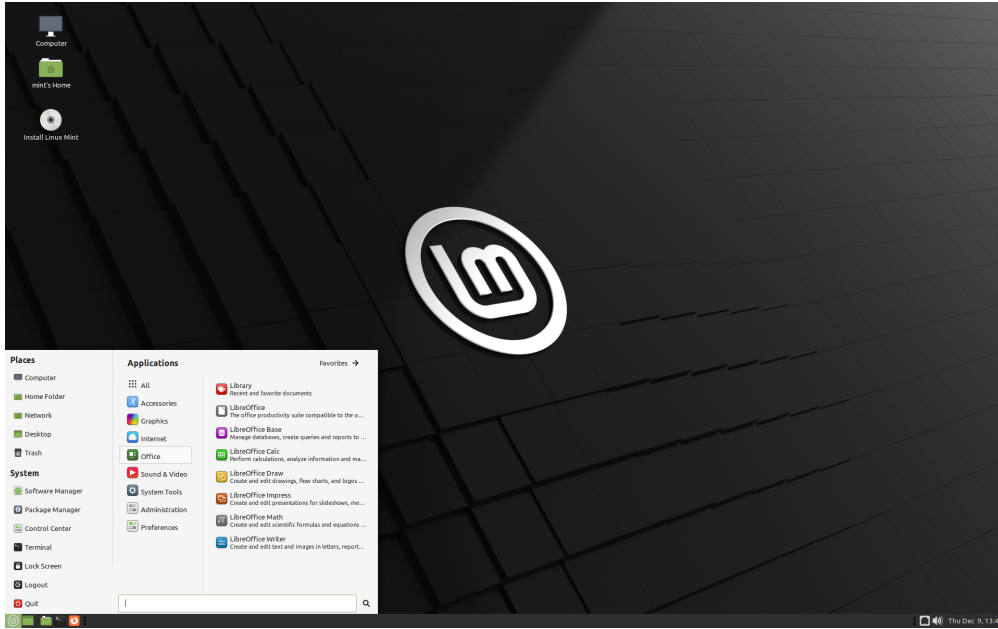 Computer
mint's Home
Install Linux Mint
Places
Computer
Home Folder
Network
Desktop
Trash
System
Software Manager
Package Manager
Control Center
Terminal
Lock Screen
Logout
Quit
Applications
Favorites
All
Accessories
Graphics
Internet
Office
Sound & Video
System Tools
Administration
Preferences
Library
Recent and favorite documents
LibreOffice
The office productivity suite compatible to the o...
LibreOffice Base
Manage databases, create queries and reports to ...
LibreOffice Calc
Perform calculations, analyze information and ma...
LibreOffice Draw
Create and edit drawings, flow charts, and logos ...
LibreOffice Impress
Create and edit presentations for slideshows, me...
LibreOffice Math
Create and edit scientific formulas and equations ...
LibreOffice Writer
Create and edit text and images in letters, report...
Thu Dec 9, 13:4